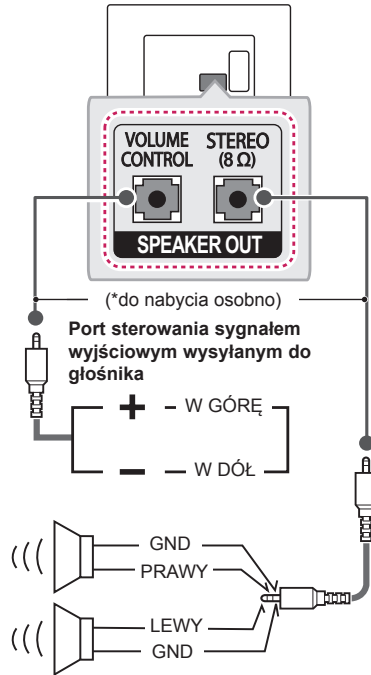 VOLUME CONTROL
STEREO (8 Ω)
SPEAKER OUT
(*do nabycia osobno)
Port sterowania sygnałem
wyjściowym wysyłanym do
głośnika
+ W GÓRĘ
- W DÓŁ
GND
PRAWY
LEWY
GND